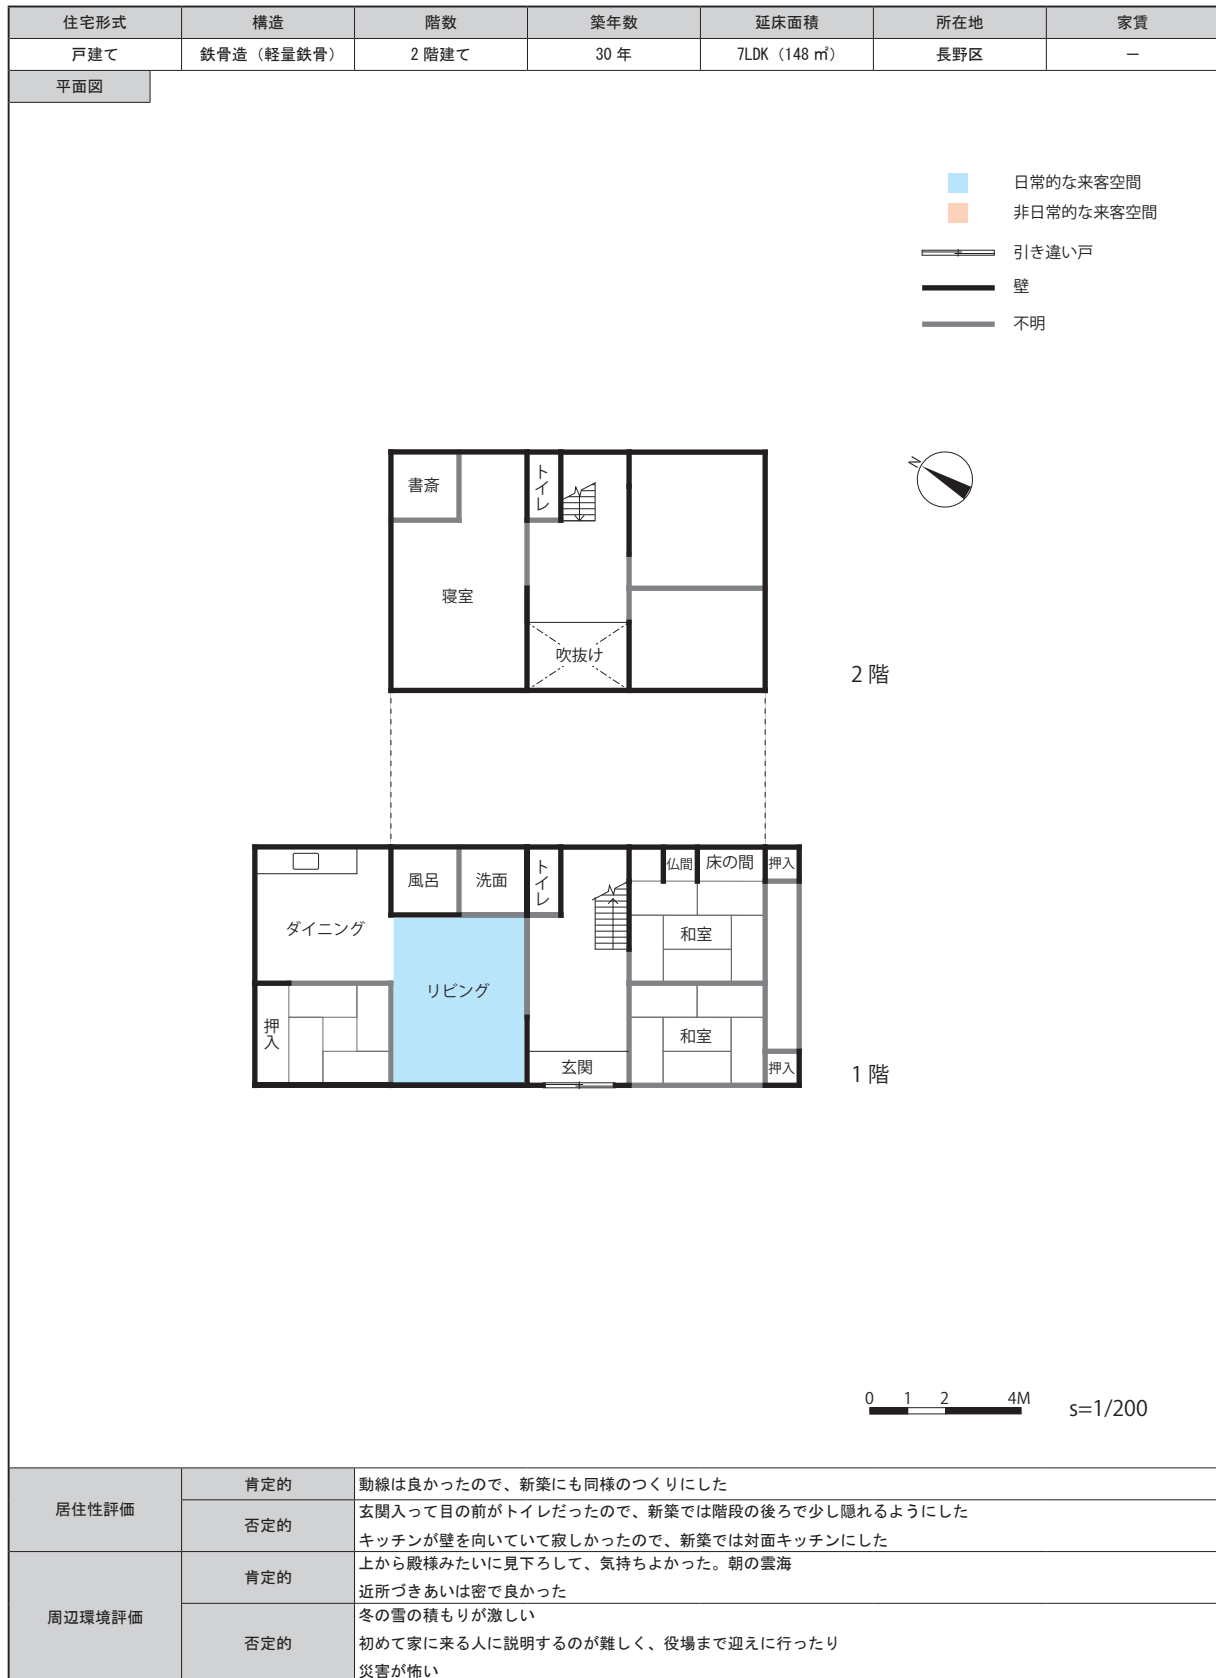 住宅形式 構造 階数 築年数 延床面積 所在地 家賃
戸建て 鉄骨造（軽量鉄骨） 2 階建て 30 年 7LDK（148 ㎡） 長野区 －
平面図
日常的な来客空間
非日常的な来客空間
引き違い戸
壁
不明
N
書斎
トイレ
寝室
吹抜け
2 階
風呂
洗面
トイレ
仏間
床の間
押入
ダイニング
和室
リビング
押入
和室
玄関
押入
1 階
0 1 2 4M
s=1/200
居住性評価
肯定的
動線は良かったので、新築にも同様のつくりにした
否定的
玄関入って目の前がトイレだったので、新築では階段の後ろで少し隠れるようにした
キッチンが壁を向いていて寂しかったので、新築では対面キッチンにした
周辺環境評価
肯定的
上から殿様みたいに見下ろして、気持ちよかった。朝の雲海
近所づきあいは密で良かった
否定的
冬の雪の積もりが激しい
初めて家に来る人に説明するのが難しく、役場まで迎えに行ったり
災害が怖い